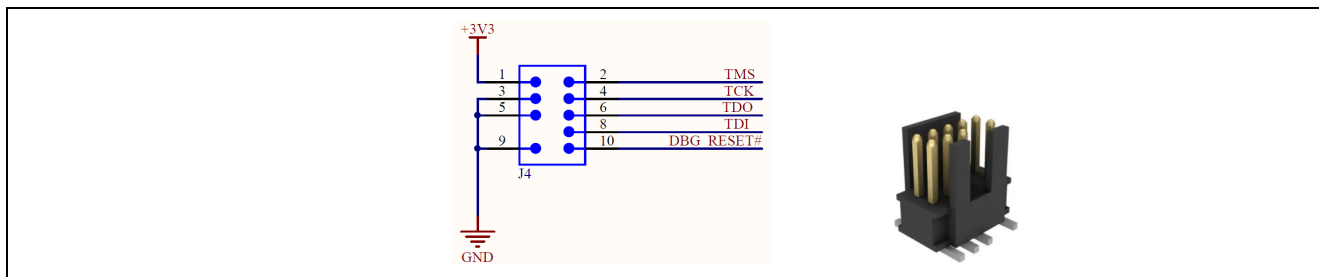 +3V3
1 2 TMS
3 4 TCK
5 6 TDO
8 TDI
9 10 DBG_RESET#
J4
GND